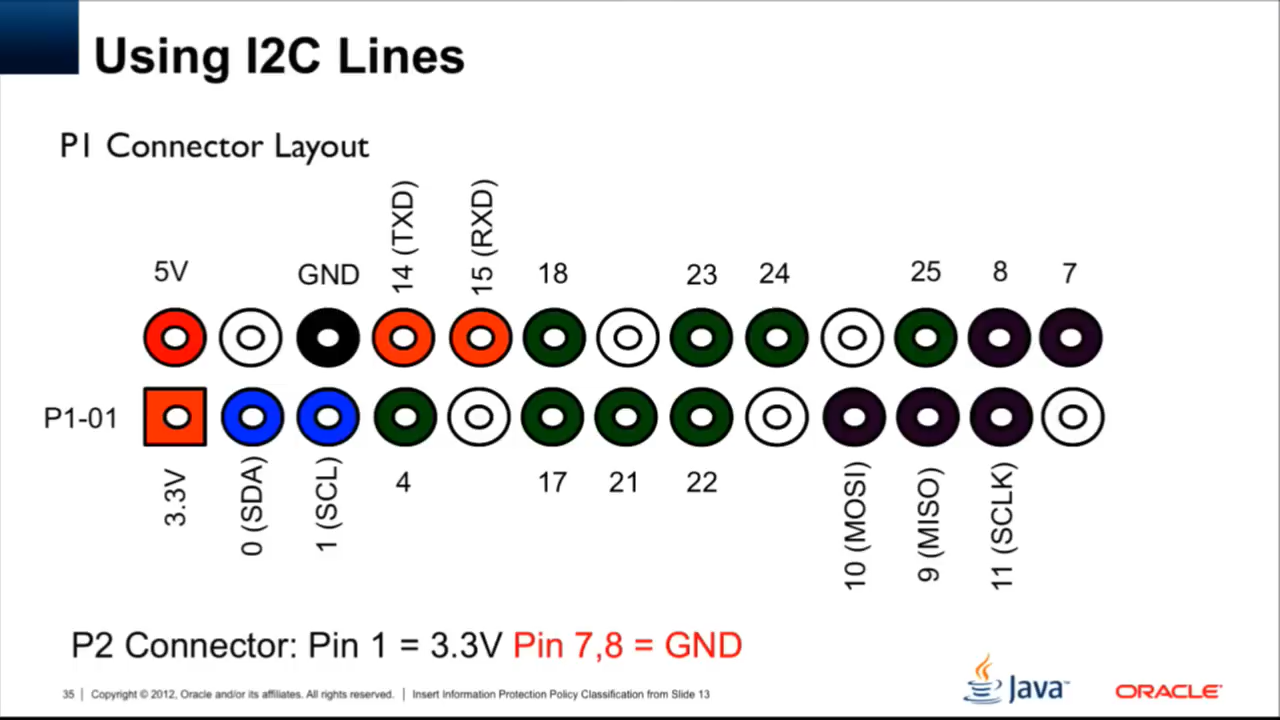 Using I2C Lines
P1 Connector Layout
14 (TXD)
15 (RXD)
5V
GND
18
23
24
25
8
7
P1-01
3.3V
0 (SDA)
1 (SCL)
4
17
21
22
10 (MOSI)
9 (MISO)
11 (SCLK)
P2 Connector: Pin 1 = 3.3V Pin 7,8 = GND
35 | Copyright © 2012, Oracle and/or its affiliates. All rights reserved. | Insert Information Protection Policy Classification from Slide 13
Java™
ORACLE®